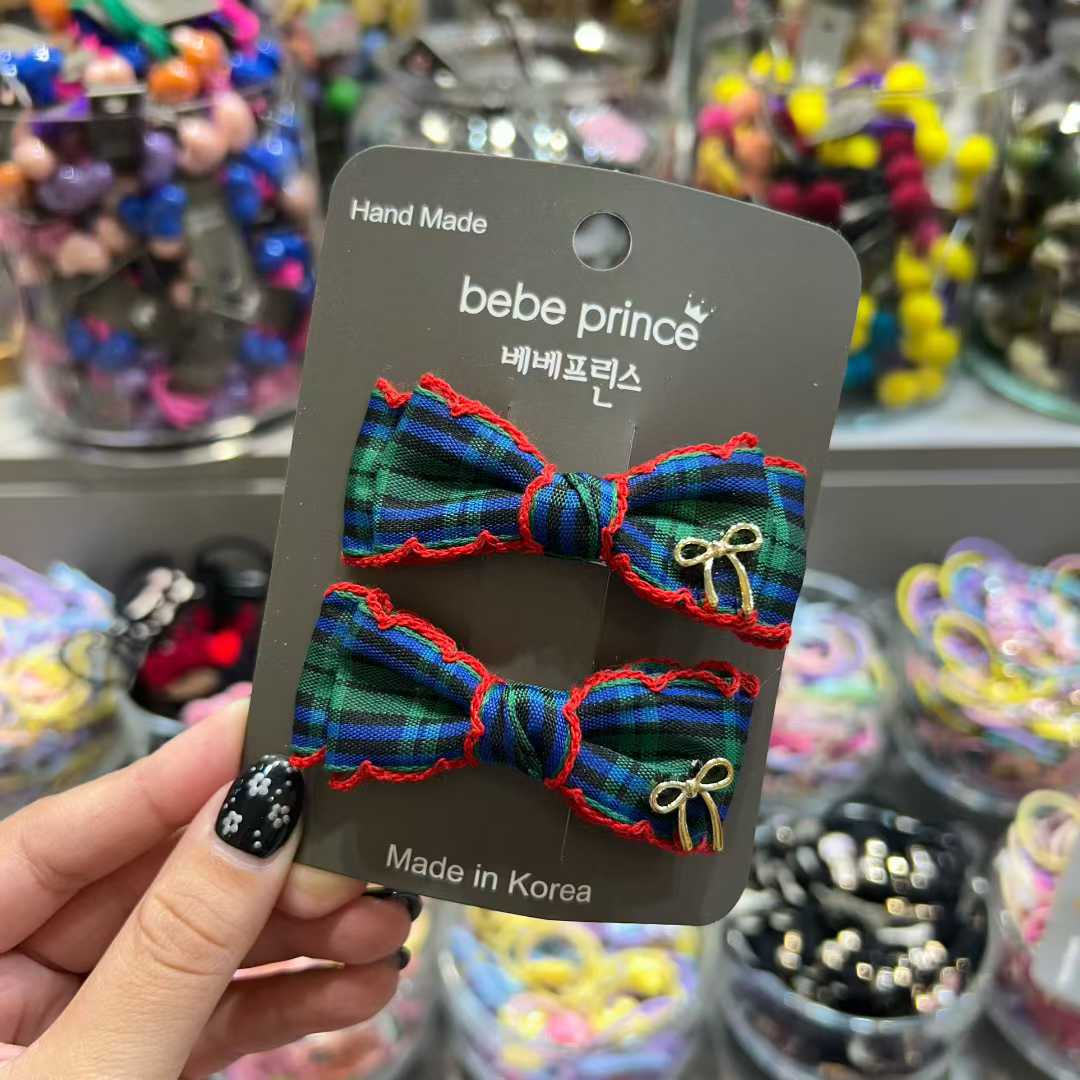 Hand Made
bebe prince
베베프린스
Made in Korea